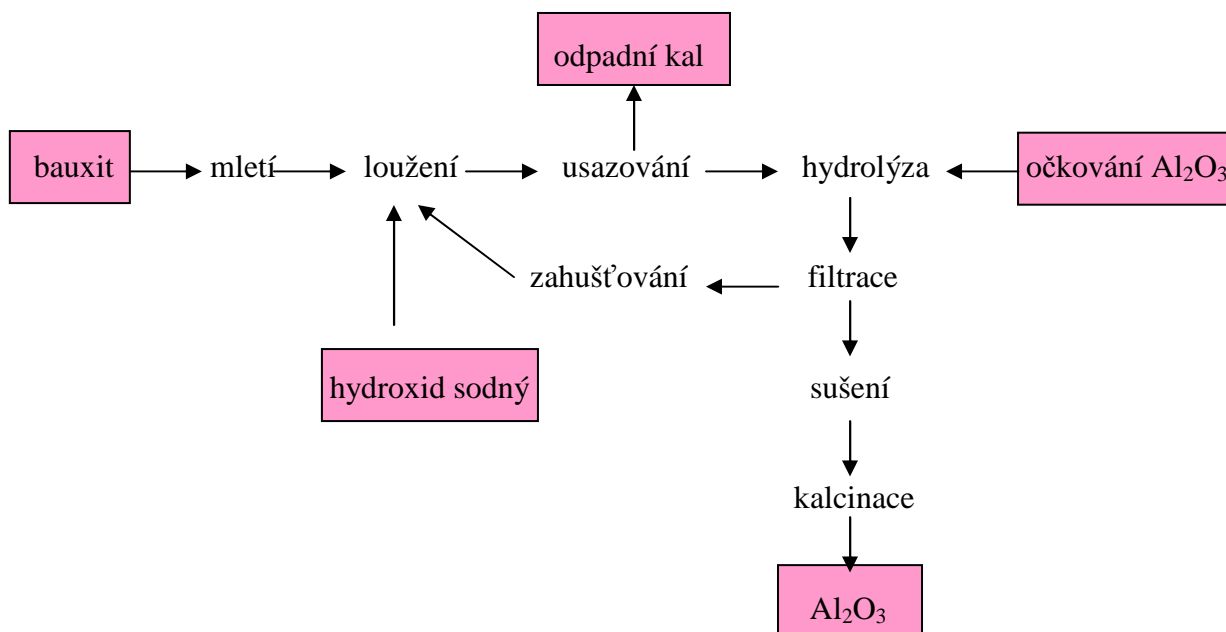 odpadní kal
bauxit
mletí
loužení
usazování
hydrolýza
očkování Al₂O₃
zahušťování
filtrace
hydroxid sodný
sušení
kalcinace
Al₂O₃